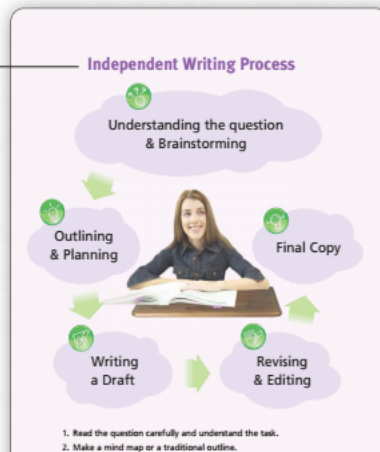 Independent Writing Process
Understanding the question
& Brainstorming
Outlining
& Planning
Final Copy
Writing
a Draft
Revising
& Editing
1. Read the question carefully and understand the task.
2. Make a mind map or a traditional outline.